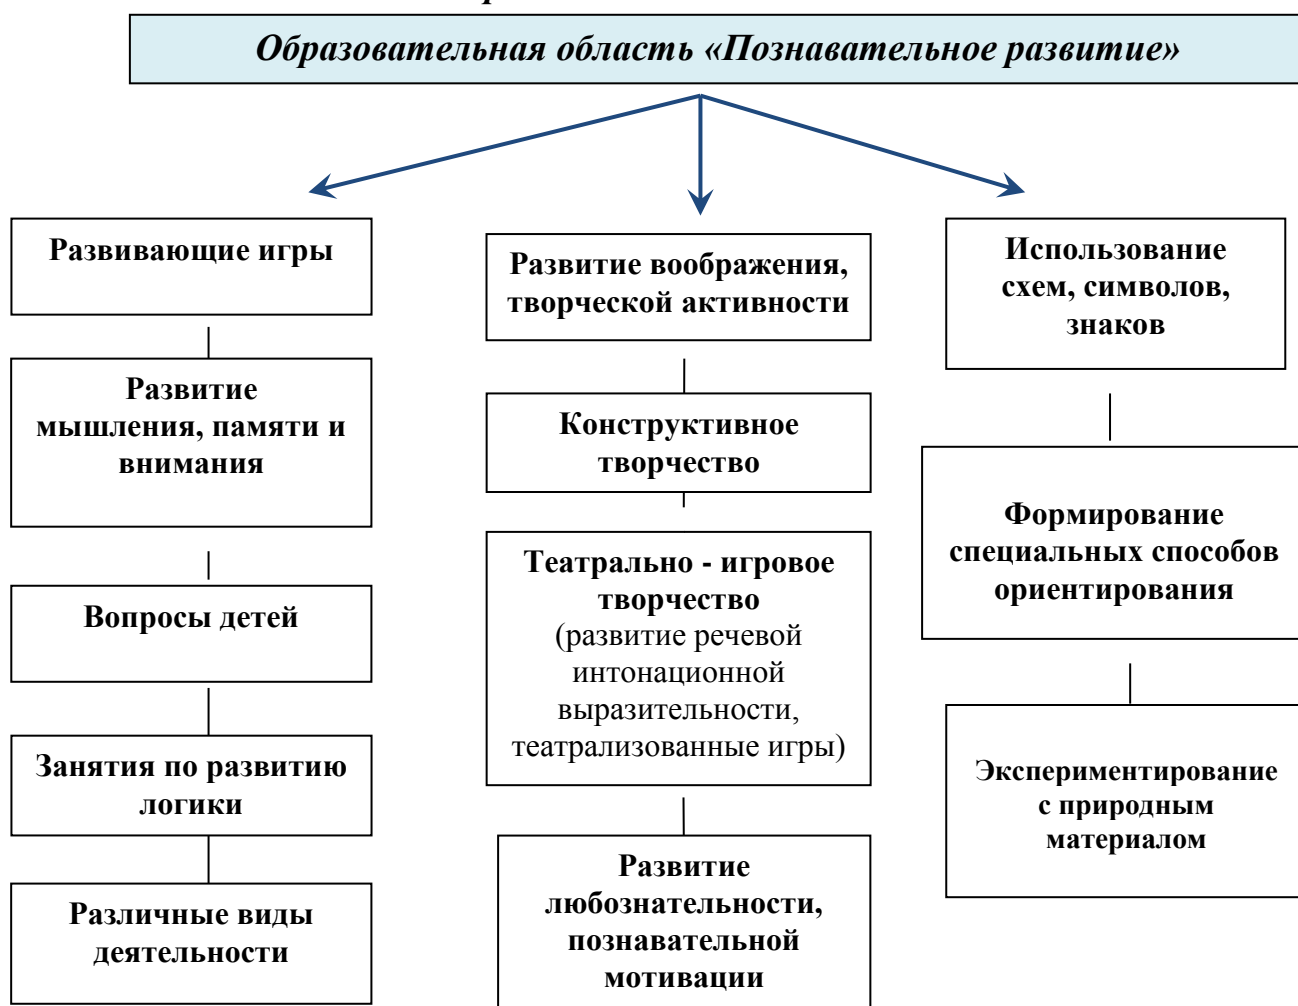 Образовательная область «Познавательное развитие»
Развивающие игры
Развитие
мышления, памяти и
внимания
Вопросы детей
Занятия по развитию
логики
Различные виды
деятельности
Развитие воображения,
творческой активности
Конструктивное
творчество
Театрально - игровое
творчество
(развитие речевой
интонационной
выразительности,
театрализованные игры)
Развитие
любознательности,
познавательной
мотивации
Использование
схем, символов,
знаков
Формирование
специальных способов
ориентирования
Экспериментирование
с природным
материалом